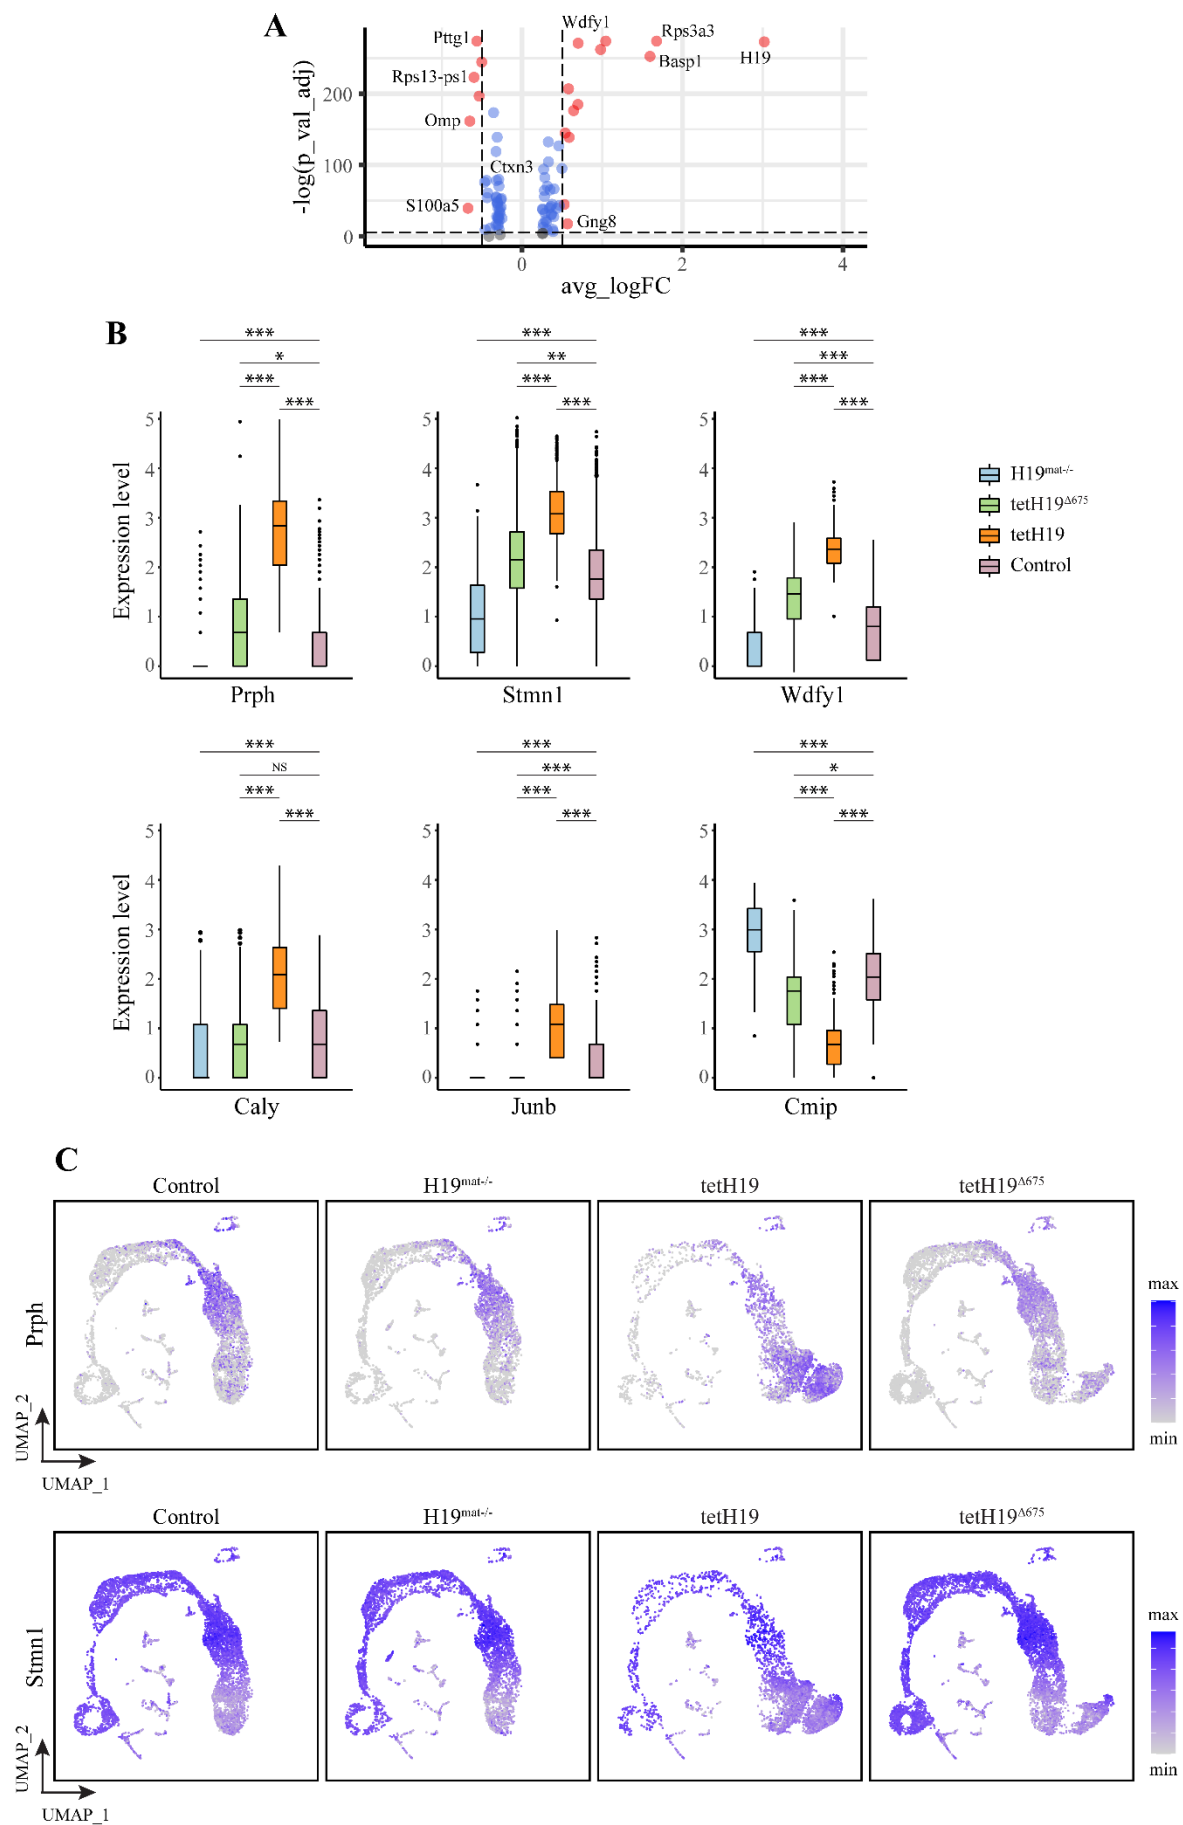 A
Wdfy1
Pttg1
Rps3a3
H19
Basp1
Rps13-ps1
Omp
Ctxn3
S100a5
Gng8
-log(p_val_adj)
200
100
0
0 2 4
avg_logFC
B
*** *** ***
* ** ***
*** *** ***
*** *** ***
Expression level
5 4 3 2 1 0
5 4 3 2 1 0
5 4 3 2 1 0
Prph Stmn1 Wdfy1
H19mat-/-
tetH19Δ675
tetH19
Control
*** *** ***
NS *** *
*** *** ***
*** *** ***
Expression level
5 4 3 2 1 0
5 4 3 2 1 0
5 4 3 2 1 0
Caly Junb Cmip
C
Control H19mat-/- tetH19 tetH19Δ675
Prph
max
min
UMAP_2
UMAP_1
Control H19mat-/- tetH19 tetH19Δ675
Stmn1
max
min
UMAP_2
UMAP_1